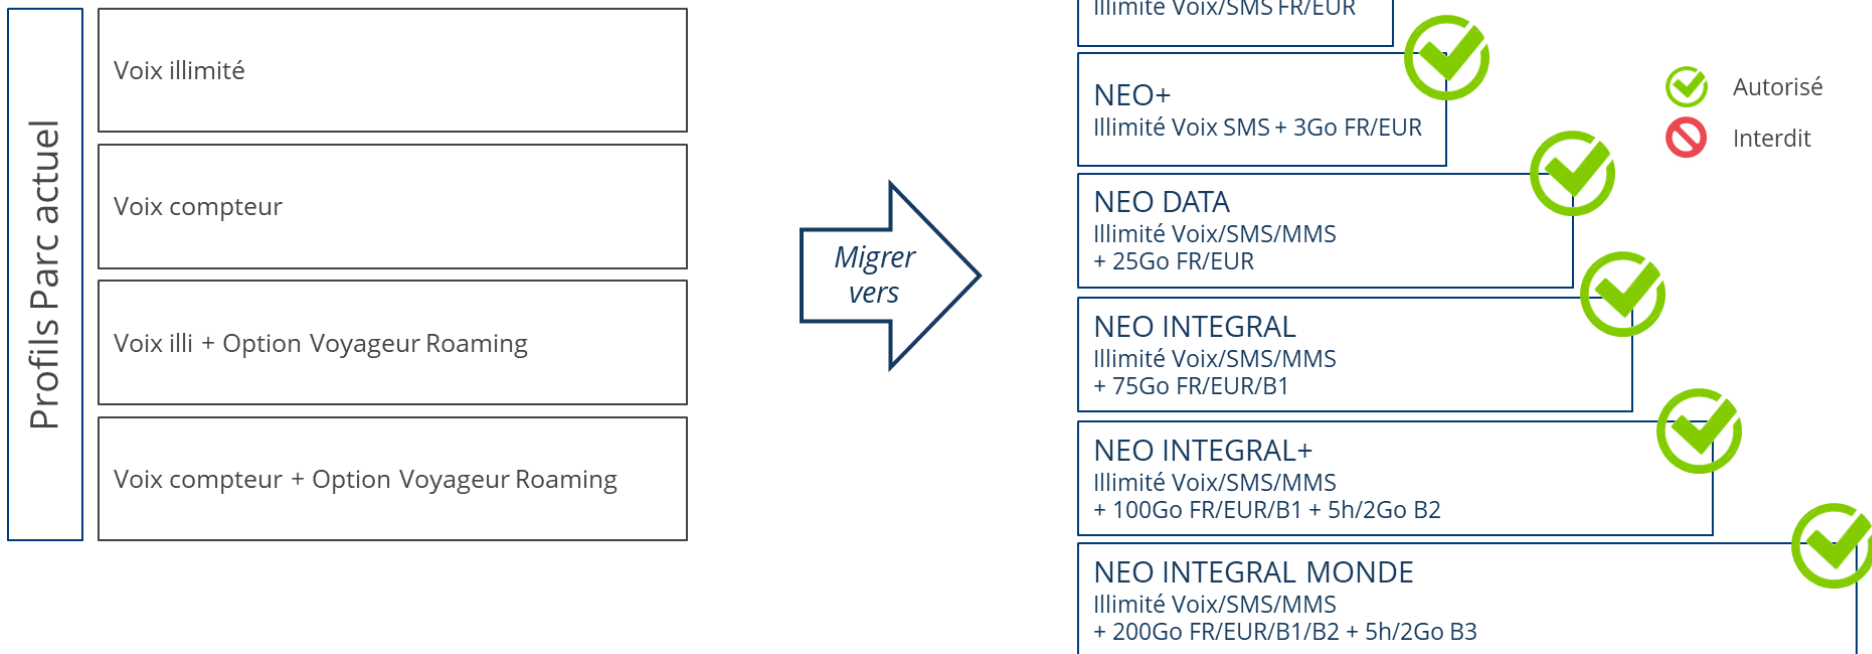 Profils Parc actuel
Voix illimité
Voix compteur
Voix illi + Option Voyageur Roaming
Voix compteur + Option Voyageur Roaming
Migrer
vers
Illimité Voix/SMS FR/EUR
NEO+
Illimité Voix SMS + 3Go FR/EUR
NEO DATA
Illimité Voix/SMS/MMS
+ 25Go FR/EUR
NEO INTEGRAL
Illimité Voix/SMS/MMS
+ 75Go FR/EUR/B1
NEO INTEGRAL+
Illimité Voix/SMS/MMS
+ 100Go FR/EUR/B1 + 5h/2Go B2
NEO INTEGRAL MONDE
Illimité Voix/SMS/MMS
+ 200Go FR/EUR/B1/B2 + 5h/2Go B3
Autorisé
Interdit